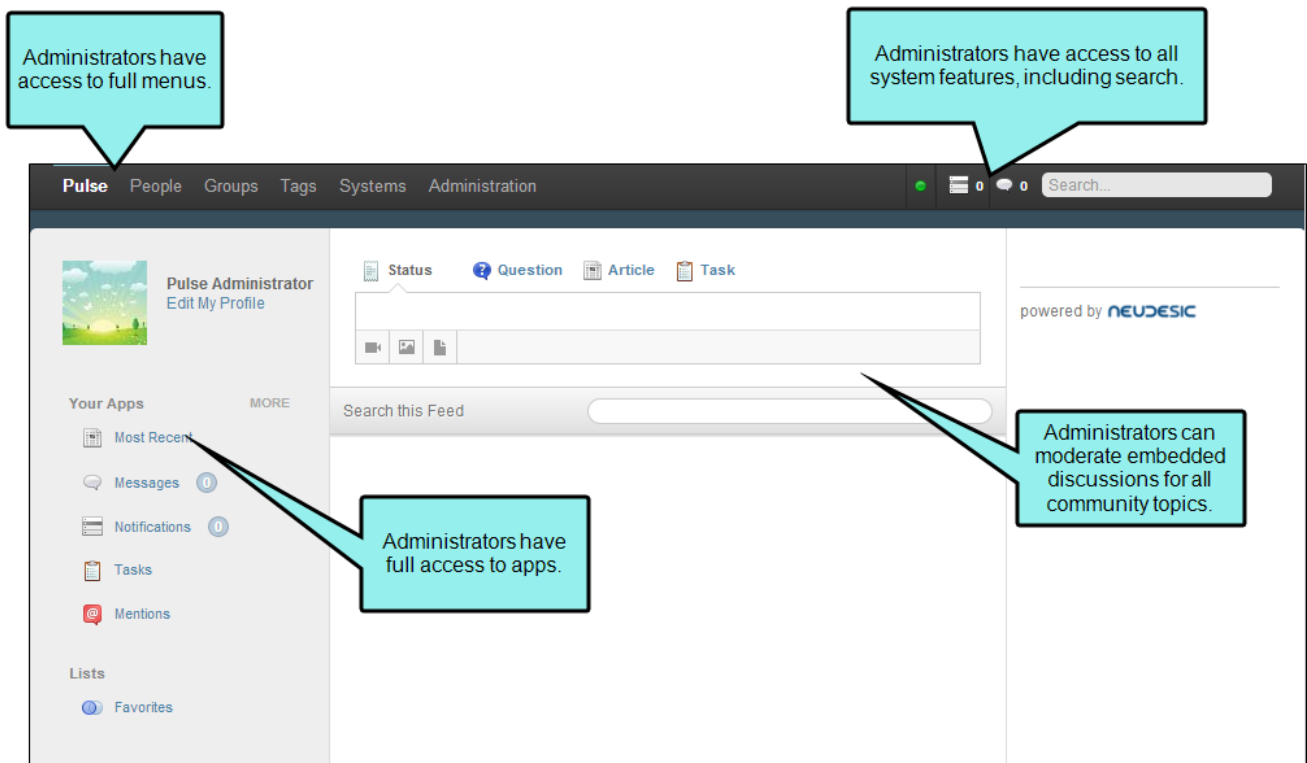 Administrators have
access to full menus.
Administrators have access to all
system features, including search.
Pulse People Groups Tags Systems Administration
0 0 Search...
Pulse Administrator
Edit My Profile
Status Question Article Task
powered by NEUDESIC
Your Apps MORE
Search this Feed
Most Recent
Messages 0
Notifications 0
Tasks
@ Mentions
Lists
Favorites
Administrators can
moderate embedded
discussions for all
community topics.
Administrators have
full access to apps.